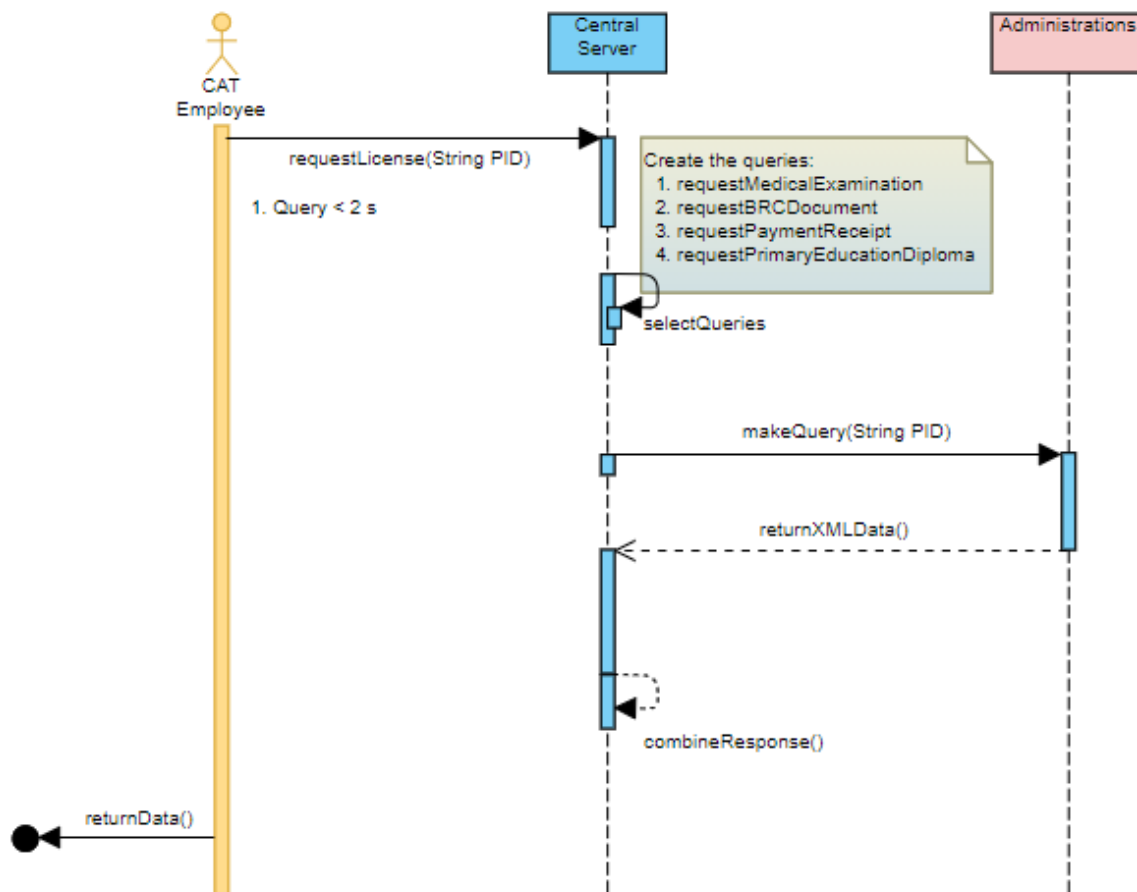 CAT
Employee
Central
Server
Administrations
requestLicense(String PID)
1. Query < 2 s
Create the queries:
1. requestMedicalExamination
2. requestBRCDocument
3. requestPaymentReceipt
4. requestPrimaryEducationDiploma
selectQueries
makeQuery(String PID)
returnXMLData()
combineResponse()
returnData()